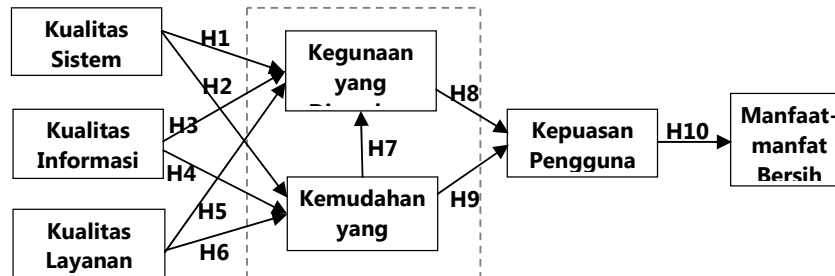 Kualitas
Sistem
H1
Kegunaan
yang
H2
H8
H3
Kualitas
Informasi
H7
Kepuasan
Pengguna
H10
Manfaat-
manfat
Bersih
H4
Kemudahan
yang
H9
H5
H6
Kualitas
Layanan